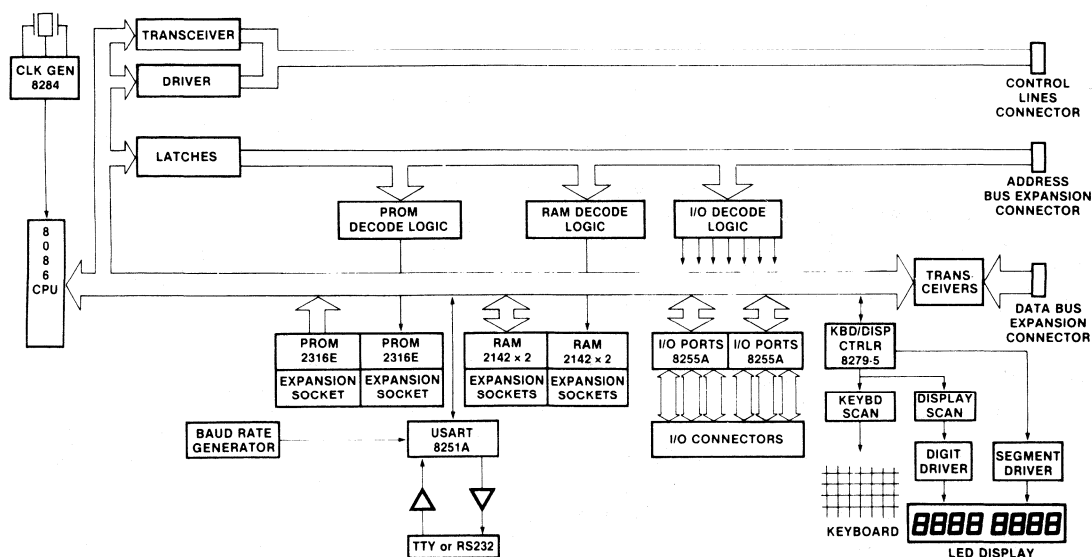 TRANSCEIVER
CLK GEN
8284
DRIVER
CONTROL
LINES
CONNECTOR
LATCHES
ADDRESS
BUS EXPANSION
CONNECTOR
PROM
DECODE LOGIC
RAM DECODE
LOGIC
I/O DECODE
LOGIC
8
0
8
6
CPU
TRANS-
CEIVERS
DATA BUS
EXPANSION
CONNECTOR
PROM
2316E
EXPANSION
SOCKET
PROM
2316E
EXPANSION
SOCKET
RAM
2142 × 2
EXPANSION
SOCKETS
RAM
2142 × 2
EXPANSION
SOCKETS
I/O PORTS
8255A
I/O PORTS
8255A
KBD/DISP
CTRLR
8279-5
KEYBD
SCAN
DISPLAY
SCAN
BAUD RATE
GENERATOR
USART
8251A
I/O CONNECTORS
DIGIT
DRIVER
SEGMENT
DRIVER
KEYBOARD
8888 8888
TTY or RS232
LED DISPLAY